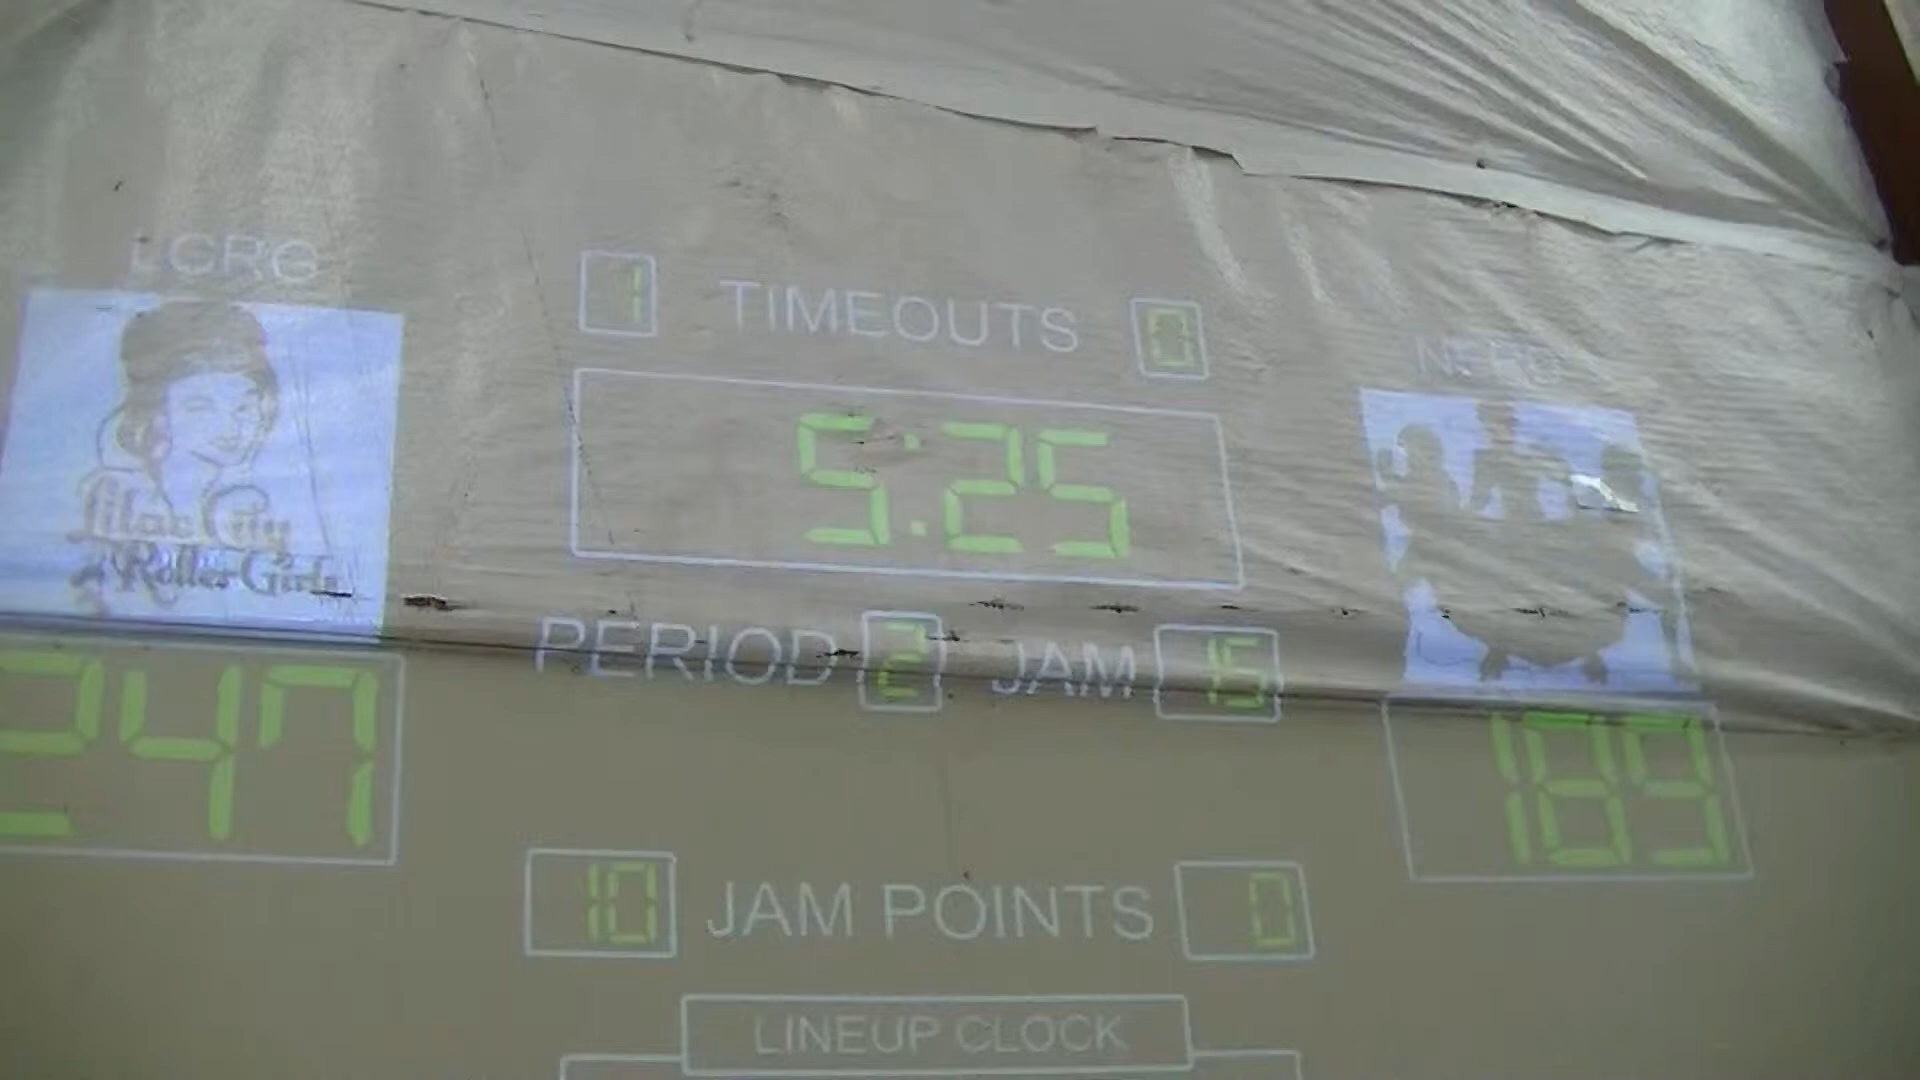 LCRG
1 TIMEOUTS 0
5:25
Lilac City
Roller Girls
PERIOD 2 JAM 15
247
189
10 JAM POINTS 0
LINEUP CLOCK